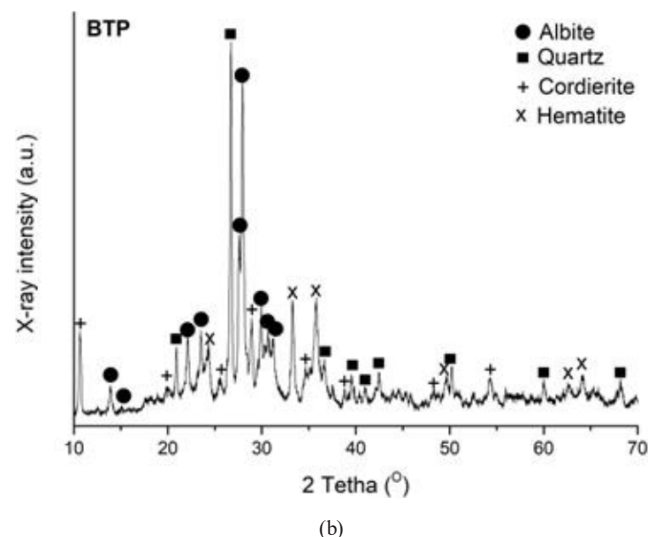 BTP
● Albite
■ Quartz
+ Cordierite
x Hematite
X-ray intensity (a.u.)
10 20 30 40 50 60 70
2 Tetha (O)
(b)